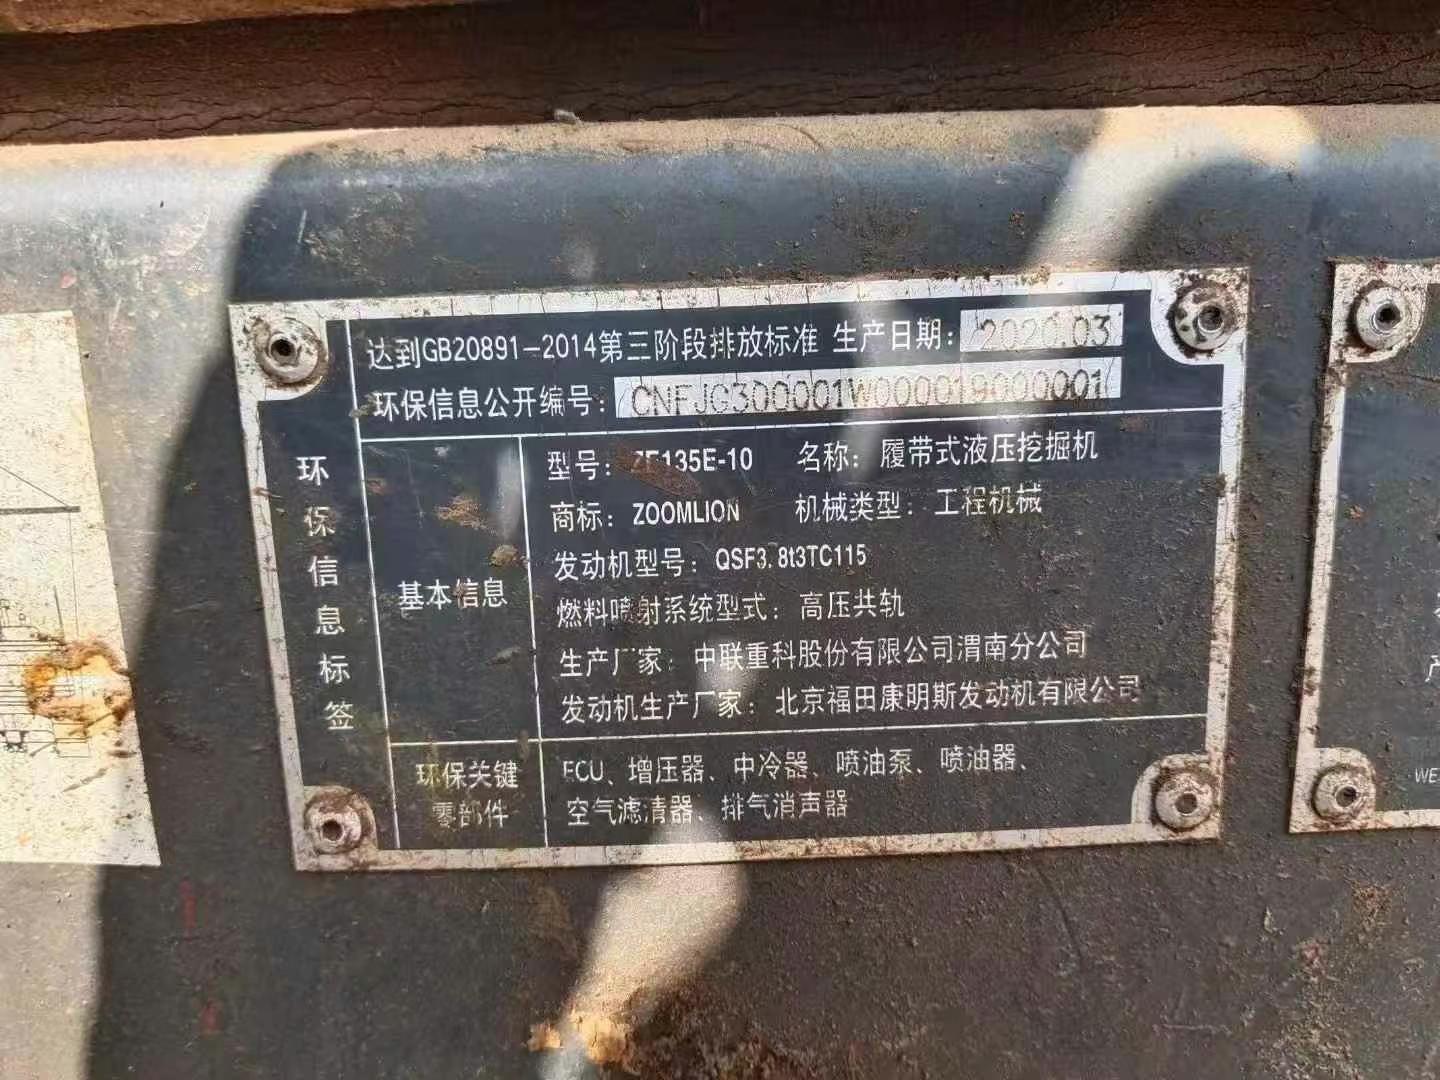 达到GB20891-2014第三阶段排放标准 生产日期: 2020.03
环保信息公开编号: CNFJG300001W000019000001
环保信息标签
基本信息
型号: ZE135E-10 名称: 履带式液压挖掘机
商标: ZOOMLION 机械类型: 工程机械
发动机型号: QSF3.8t3TC115
燃料喷射系统型式: 高压共轨
生产厂家: 中联重科股份有限公司渭南分公司
发动机生产厂家: 北京福田康明斯发动机有限公司
环保关键
零部件
ECU、增压器、中冷器、喷油泵、喷油器、
空气滤清器、排气消声器
WE